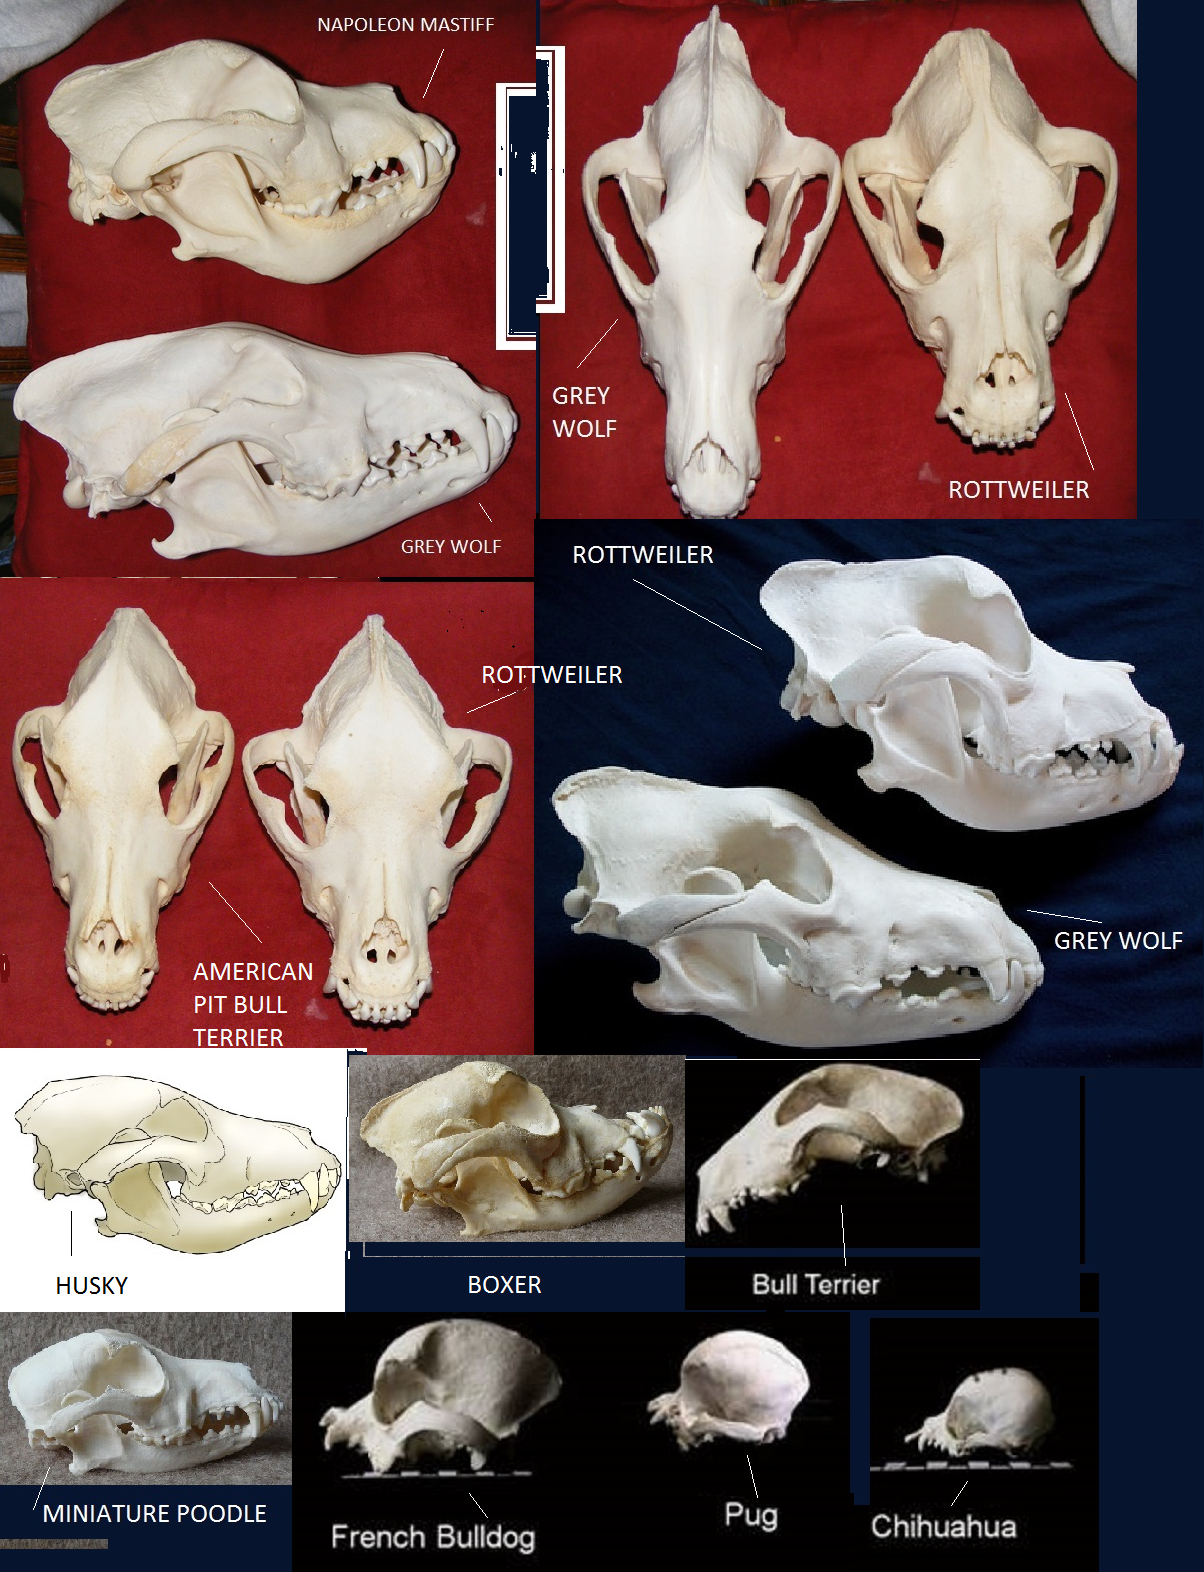 NAPOLEON MASTIFF
GREY
WOLF
ROTTWEILER
GREY WOLF
ROTTWEILER
ROTTWEILER
AMERICAN
PIT BULL
TERRIER
GREY WOLF
HUSKY
BOXER
Bull Terrier
MINIATURE POODLE
French Bulldog
Pug
Chihuahua